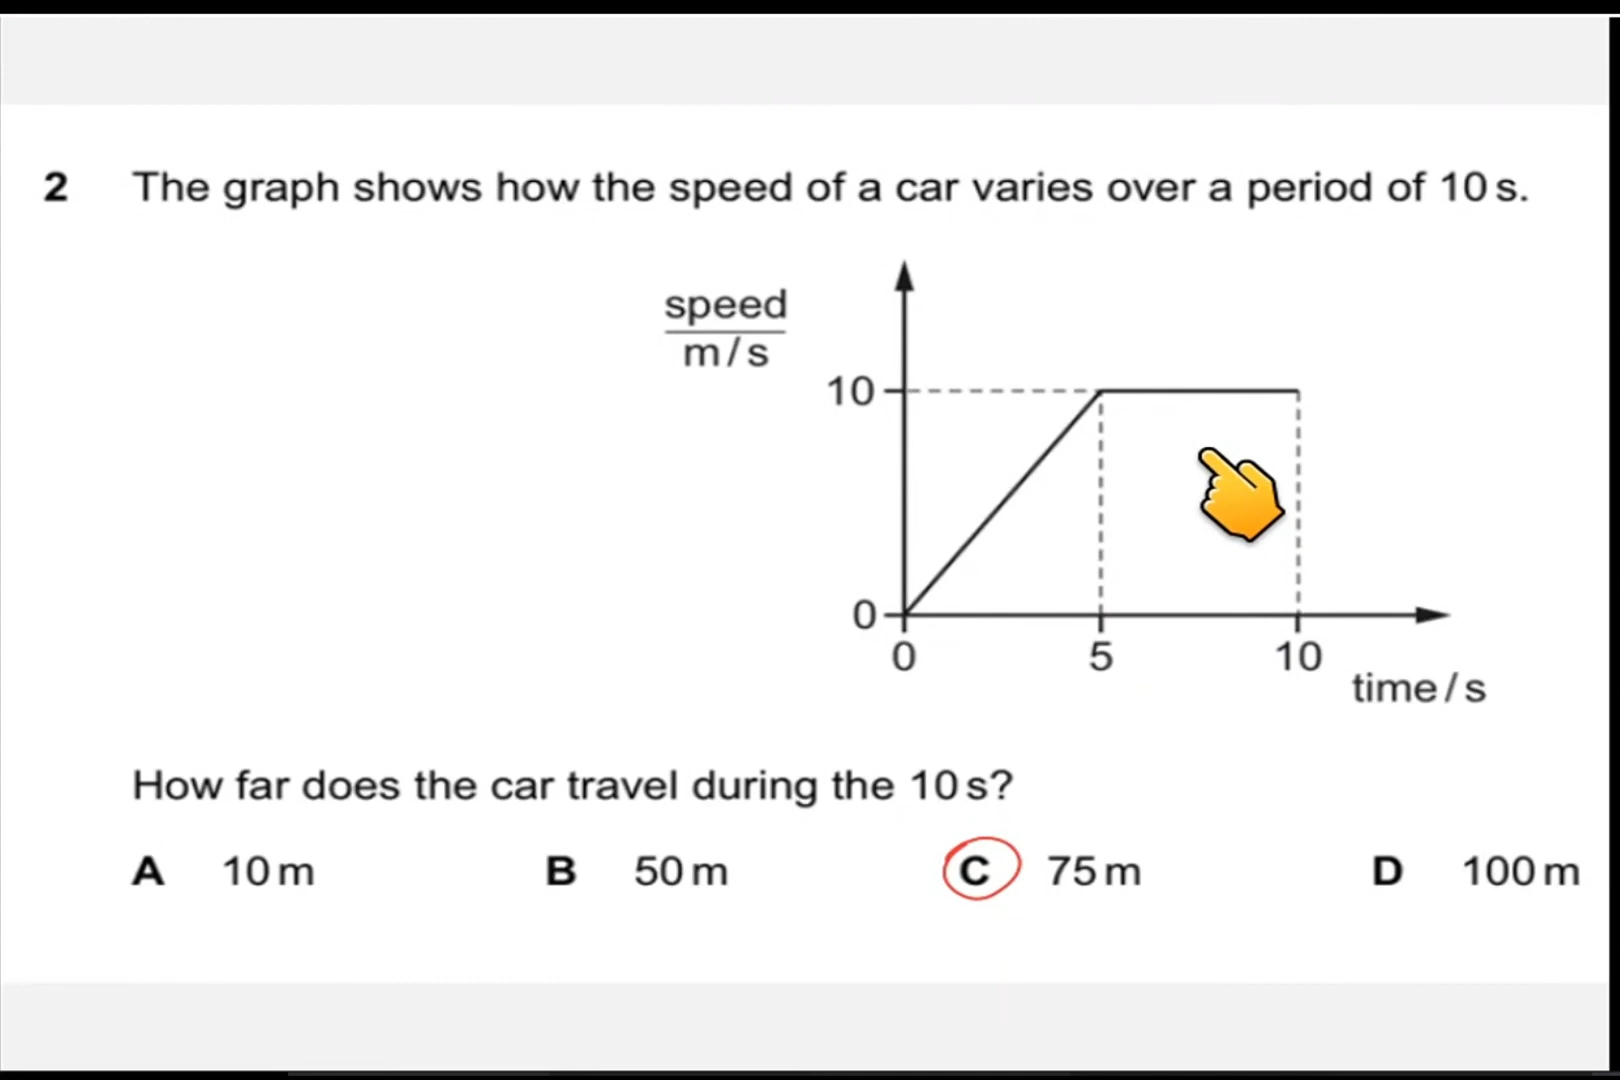 2 The graph shows how the speed of a car varies over a period of 10 s.
speed
m / s
10
0
0 5 10
time / s
How far does the car travel during the 10 s?
A 10 m B 50 m C 75 m D 100 m